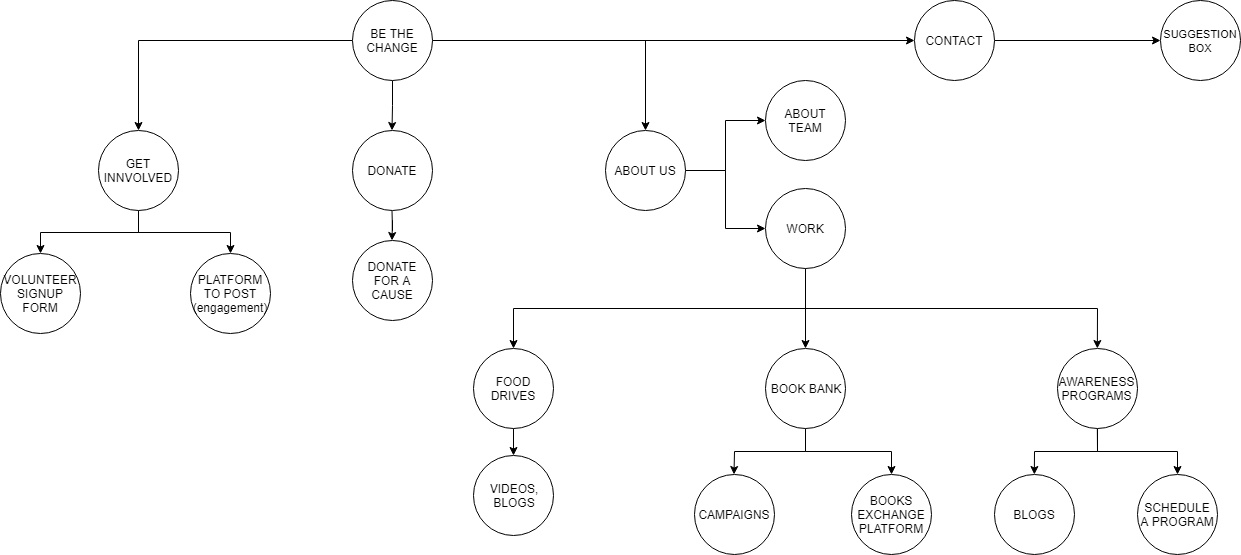 BE THE
CHANGE
CONTACT
SUGGESTION
BOX
ABOUT
TEAM
GET
INNVOLVED
DONATE
ABOUT US
WORK
VOLUNTEER
SIGNUP
FORM
PLATFORM
TO POST
(engagement)
DONATE
FOR A
CAUSE
FOOD
DRIVES
BOOK BANK
AWARENESS
PROGRAMS
VIDEOS,
BLOGS
CAMPAIGNS
BOOKS
EXCHANGE
PLATFORM
BLOGS
SCHEDULE
A PROGRAM